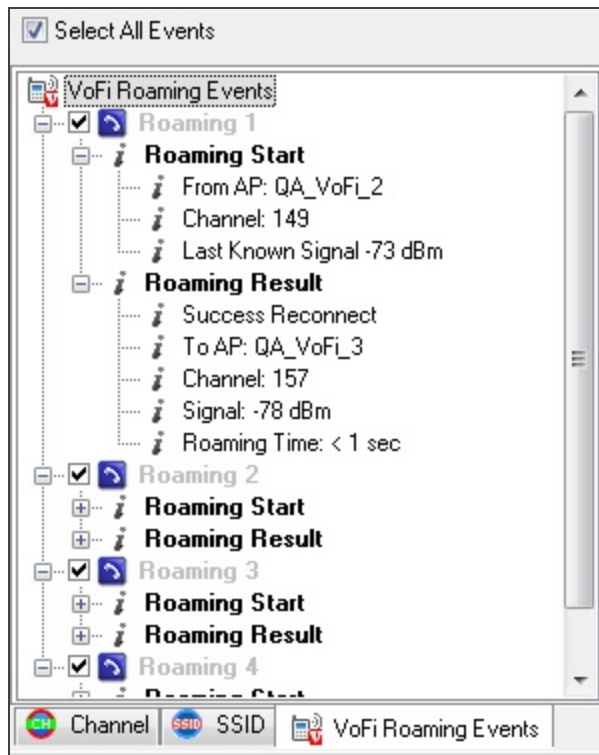 Select All Events
VoFi Roaming Events
Roaming 1
Roaming Start
From AP: QA_VoFi_2
Channel: 149
Last Known Signal -73 dBm
Roaming Result
Success Reconnect
To AP: QA_VoFi_3
Channel: 157
Signal: -78 dBm
Roaming Time: < 1 sec
Roaming 2
Roaming Start
Roaming Result
Roaming 3
Roaming Start
Roaming Result
Roaming 4
Roaming Start
CH Channel SSID SSID VoFi Roaming Events